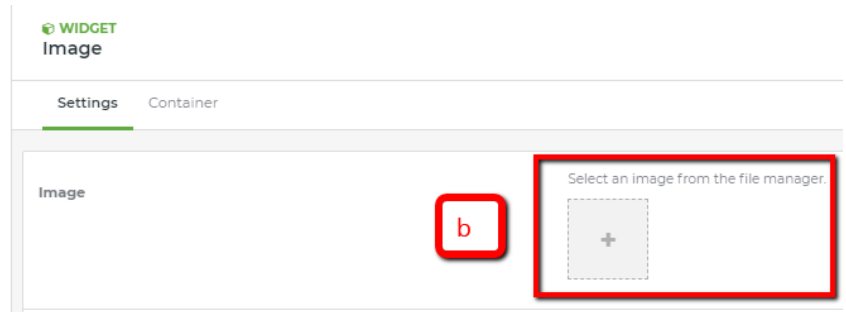 WIDGET
Image
Settings Container
Select an image from the file manager.
Image
b
+